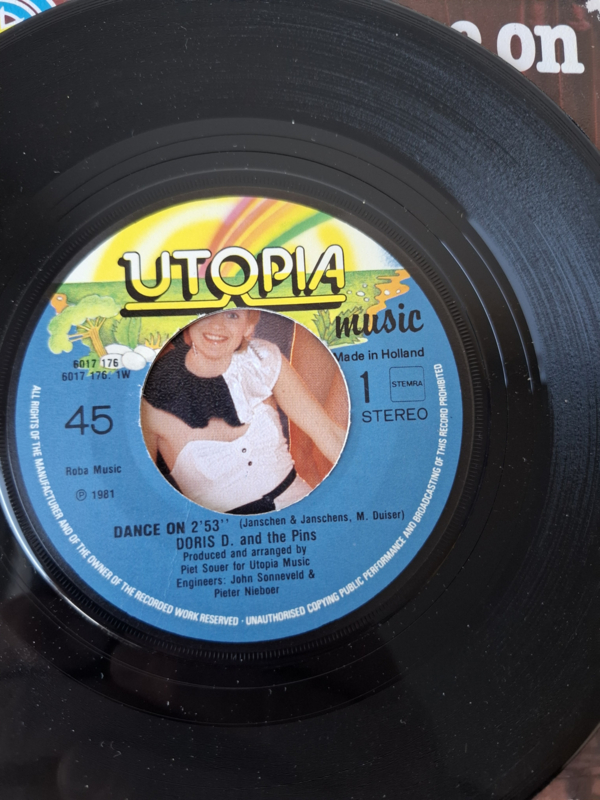 e on
UTOPIA
music
Made in Holland
6017 176
6017 176. 1W
1
STEMRA
45
STEREO
Roba Music
℗ 1981
DANCE ON 2'53'' (Janschen & Janschens, M. Duiser)
DORIS D. and the Pins
Produced and arranged by
Piet Souer for Utopia Music
Engineers: John Sonneveld &
Pieter Nieboer
ALL RIGHTS OF THE MANUFACTURER AND OF THE OWNER OF THE RECORDED WORK RESERVED · UNAUTHORISED COPYING PUBLIC PERFORMANCE AND BROADCASTING OF THIS RECORD PROHIBITED